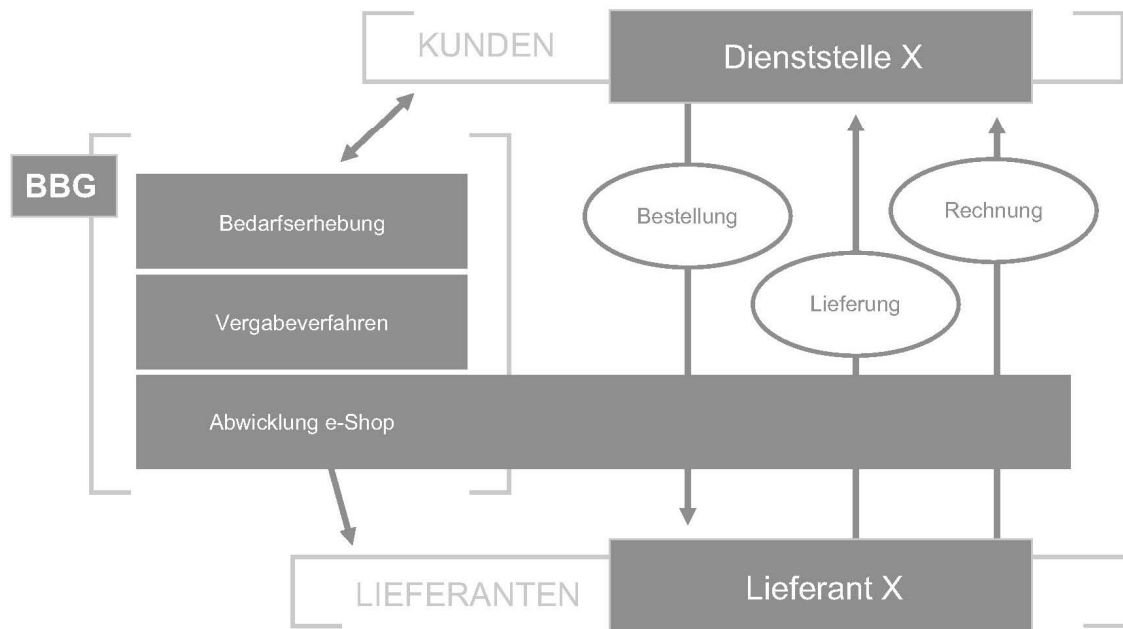 KUNDEN
Dienststelle X
BBG
Bedarfserhebung
Bestellung
Rechnung
Lieferung
Vergabeverfahren
Abwicklung e-Shop
LIEFERANTEN
Lieferant X